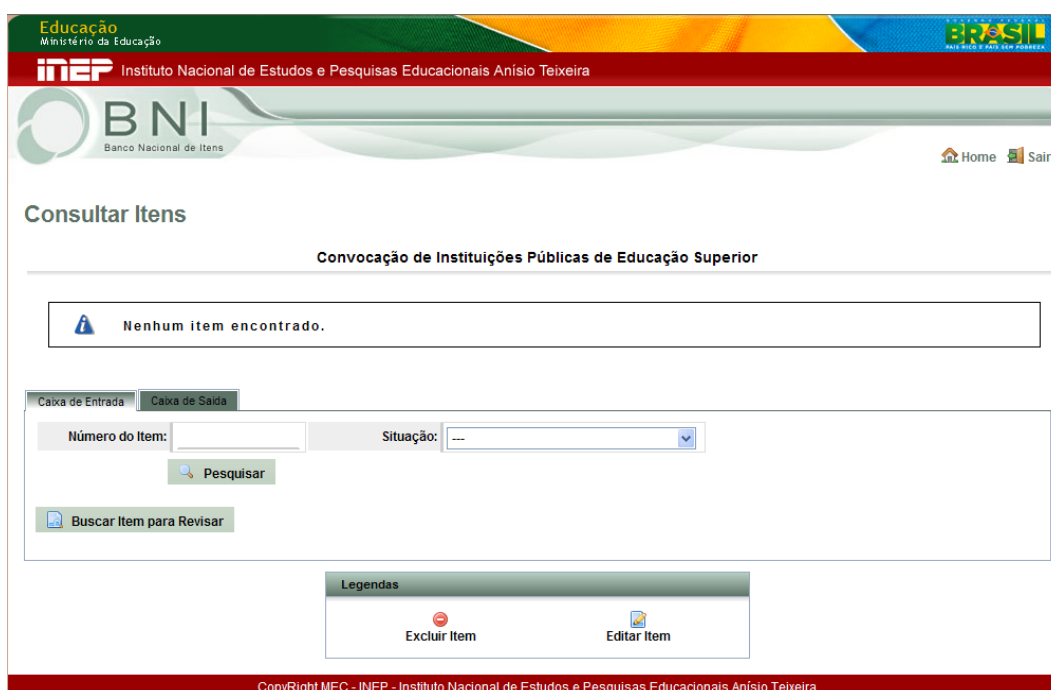 Educação
Ministério da Educação
GOVERNO FEDERAL
BRASIL
PAÍS RICO É PAÍS SEM POBREZA
INEP Instituto Nacional de Estudos e Pesquisas Educacionais Anísio Teixeira
BNI
Banco Nacional de Itens
Home Sair
Consultar Itens
Convocação de Instituições Públicas de Educação Superior
Nenhum item encontrado.
Caixa de Entrada Caixa de Saída
Número do Item: Situação: ---
Pesquisar
Buscar Item para Revisar
Legendas
Excluir Item Editar Item
CopyRight MEC - INEP - Instituto Nacional de Estudos e Pesquisas Educacionais Anísio Teixeira